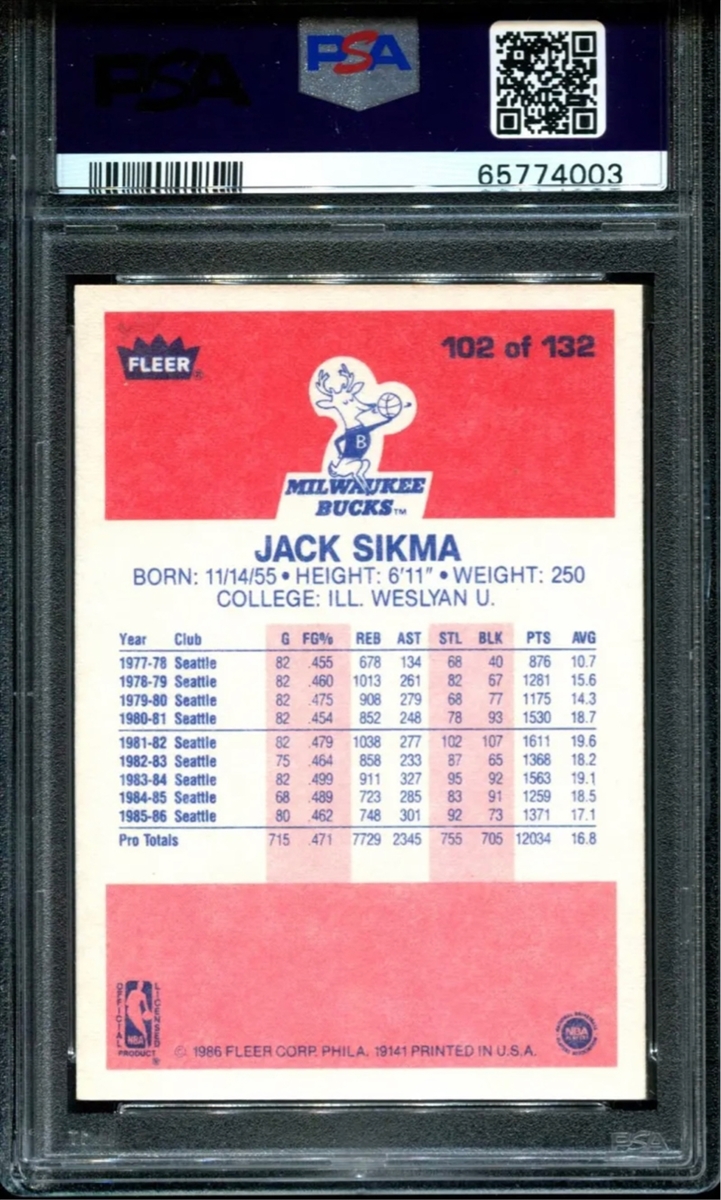 PSA
PSA
65774003
FLEER®
102 of 132
B
MILWAUKEE
BUCKS™
JACK SIKMA
BORN: 11/14/55 • HEIGHT: 6'11" • WEIGHT: 250
COLLEGE: ILL. WESLYAN U.
Year Club G FG% REB AST STL BLK PTS AVG
1977-78 Seattle 82 .455 678 134 68 40 876 10.7
1978-79 Seattle 82 .460 1013 261 82 67 1281 15.6
1979-80 Seattle 82 .475 908 279 68 77 1175 14.3
1980-81 Seattle 82 .454 852 248 78 93 1530 18.7
1981-82 Seattle 82 .479 1038 277 102 107 1611 19.6
1982-83 Seattle 75 .464 858 233 87 65 1368 18.2
1983-84 Seattle 82 .499 911 327 95 92 1563 19.1
1984-85 Seattle 68 .489 723 285 83 91 1259 18.5
1985-86 Seattle 80 .462 748 301 92 73 1371 17.1
Pro Totals 715 .471 7729 2345 755 705 12034 16.8
OFFICIAL
LICENSED
NBA
PRODUCT®
© 1986 FLEER CORP. PHILA. 19141 PRINTED IN U.S.A.
NBA
PLAYERS
PSA